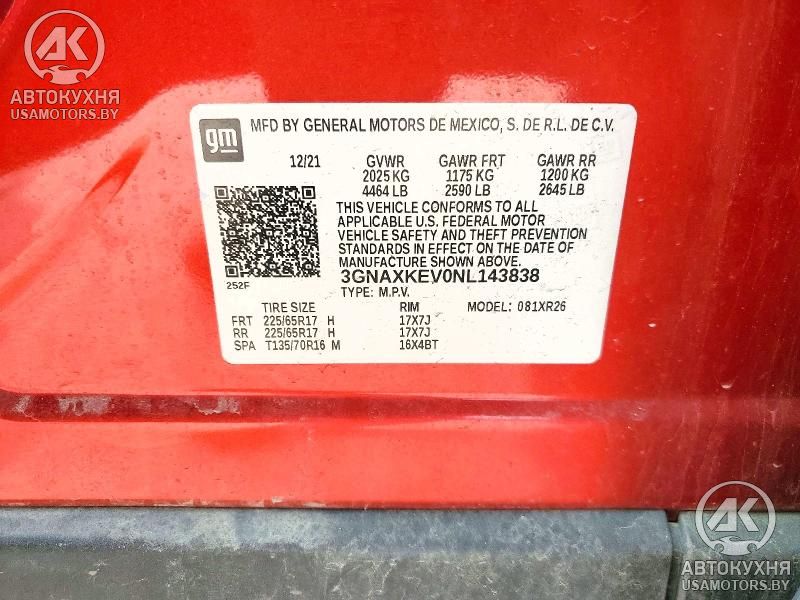 AK
АВТОКУХНЯ
USAMOTORS.BY
gm MFD BY GENERAL MOTORS DE MEXICO, S. DE R.L. DE C.V.
12/21 GVWR GAWR FRT GAWR RR
2025 KG 1175 KG 1200 KG
4464 LB 2590 LB 2645 LB
THIS VEHICLE CONFORMS TO ALL
APPLICABLE U.S. FEDERAL MOTOR
VEHICLE SAFETY AND THEFT PREVENTION
STANDARDS IN EFFECT ON THE DATE OF
MANUFACTURE SHOWN ABOVE.
252F 3GNAXKEV0NL143838
TYPE: M.P.V.
TIRE SIZE RIM MODEL: 081XR26
FRT 225/65R17 H 17X7J
RR 225/65R17 H 17X7J
SPA T135/70R16 M 16X4BT
AK
АВТОКУХНЯ
USAMOTORS.BY